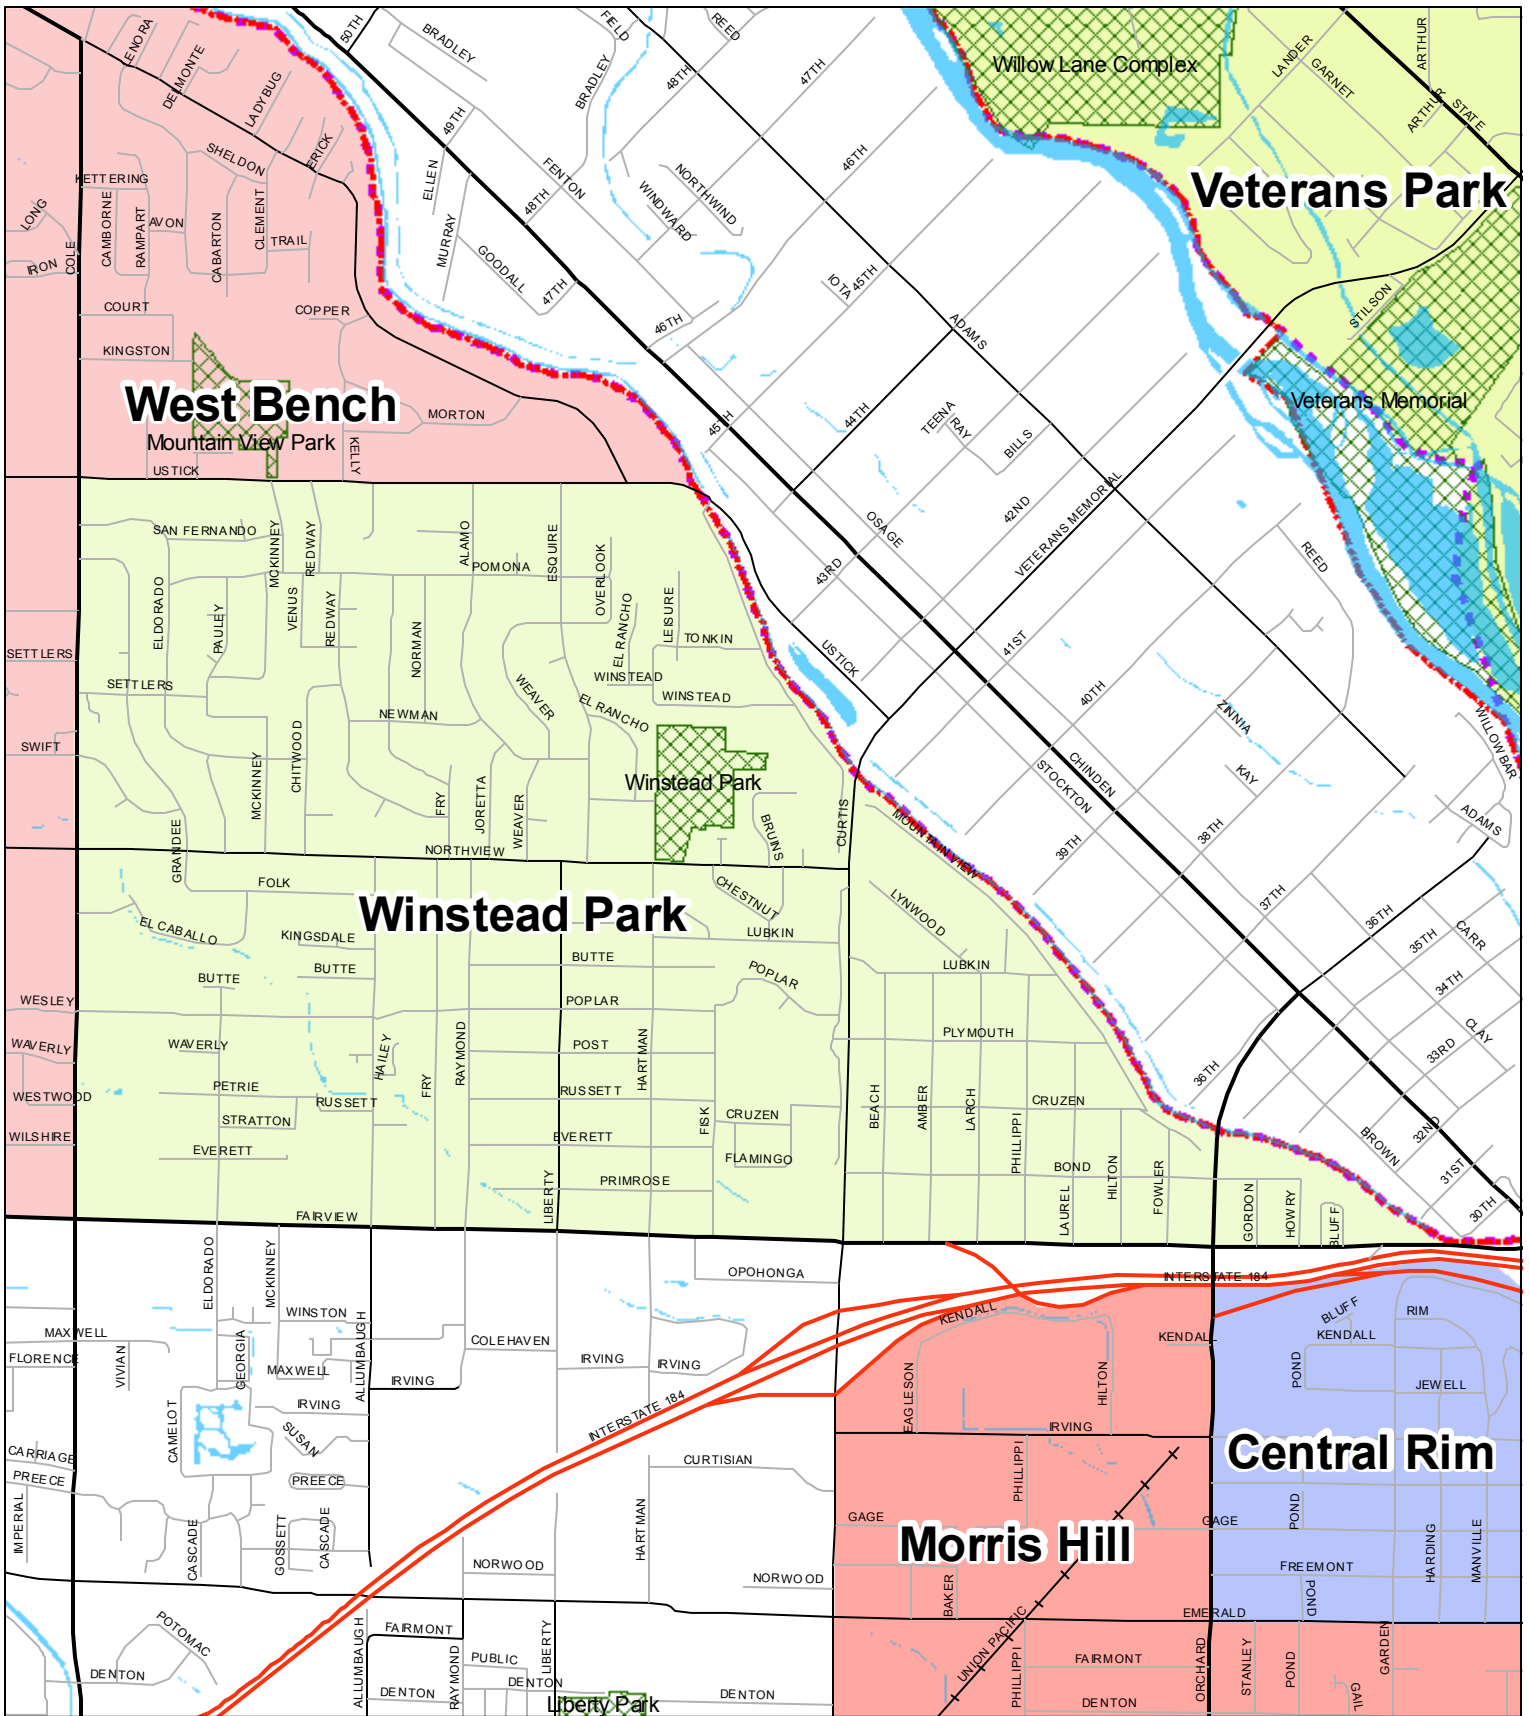 50TH
BRADLEY
FIELD
REED
LENORA
DELMONTE
LADYBUG
48TH
47TH
BRADLEY
Willow Lane Complex
LANDER
GARNET
ARTHUR
ARTHUR
STATE
49TH
SHELDON
ERICK
KETTERING
ELLEN
FENTON
48TH
NORTHWIND
WINDWARD
46TH
Veterans Park
LONG
CAMBORNE
RAMPART
AVON
CABARTON
CLEMENT
TRAIL
COLE
IRON
MURRAY
GOODALL
47TH
IOTA
45TH
COURT
COPPER
46TH
ADAMS
STILSON
KINGSTON
West Bench
Mountain View Park
MORTON
KELLY
USTICK
45TH
44TH
TEENA
RAY
BILLS
Veterans Memorial
SAN FERNANDO
MCKINNEY
REDWAY
ALAMO
POMONA
ESQUIRE
OVERLOOK
42ND
OSAGE
VETERANS MEMORIAL
43RD
REED
ELDORADO
PAULEY
VENUS
REDWAY
NORMAN
EL RANCHO
LEISURE
TONKIN
41ST
SETTLERS
SETTLERS
WINSTEAD
WINSTEAD
USTICK
WEAVER
EL RANCHO
NEWMAN
40TH
ZINNIA
WILLOWBAR
SWIFT
MCKINNEY
CHITWOOD
Winstead Park
CHINDEN
STOCKTON
KAY
FRY
JORETTA
WEAVER
BRUINS
CURTIS
MOUNTAIN VIEW
39TH
38TH
ADAMS
GRANDEE
NORTHVIEW
FOLK
Winstead Park
CHESTNUT
LYNWOOD
37TH
36TH
35TH
CARR
EL CABALLO
KINGSDALE
LUBKIN
BUTTE
BUTTE
BUTTE
POPLAR
LUBKIN
34TH
WESLEY
POPLAR
PLYMOUTH
CLAY
33RD
WAVERLY
WAVERLY
HAILEY
RAYMOND
POST
HARTMAN
36TH
PETRIE
FRY
RUSSETT
RUSSETT
WESTWOOD
BEACH
AMBER
LARCH
PHILLIPPI
CRUZEN
STRATTON
FISK
CRUZEN
WILSHIRE
EVERETT
EVERETT
FLAMINGO
BOND
BROWN
32ND
31ST
30TH
LIBERTY
PRIMROSE
LAUREL
HILTON
FOWLER
GORDON
HOWRY
BLUFF
FAIRVIEW
ELDORADO
MCKINNEY
OPOHONGA
INTERSTATE 184
WINSTON
ALLUMBAUGH
KENDALL
BLUFF
RIM
MAXWELL
COLEHAVEN
KENDALL
KENDALL
FLORENCE
VIVIAN
GEORGIA
MAXWELL
IRVING
IRVING
IRVING
POND
JEWELL
EAGLESON
HILTON
CAMELOT
IRVING
INTERSTATE 184
IRVING
SUSAN
CARRIAGE
PREECE
PREECE
CURTISIAN
PHILLIPPI
Central Rim
IMPERIAL
CASCADE
GOSSETT
CASCADE
HARTMAN
GAGE
Morris Hill
GAGE
POND
HARDING
MANVILLE
NORWOOD
NORWOOD
FREEMONT
BAKER
POND
EMERALD
POTOMAC
ALLUMBAUGH
FAIRMONT
LIBERTY
UNION PACIFIC
PUBLIC
FAIRMONT
ORCHARD
STANLEY
POND
GARDEN
DENTON
DENTON
RAYMOND
DENTON
Liberty Park
DENTON
PHILLIPPI
DENTON
GAIL